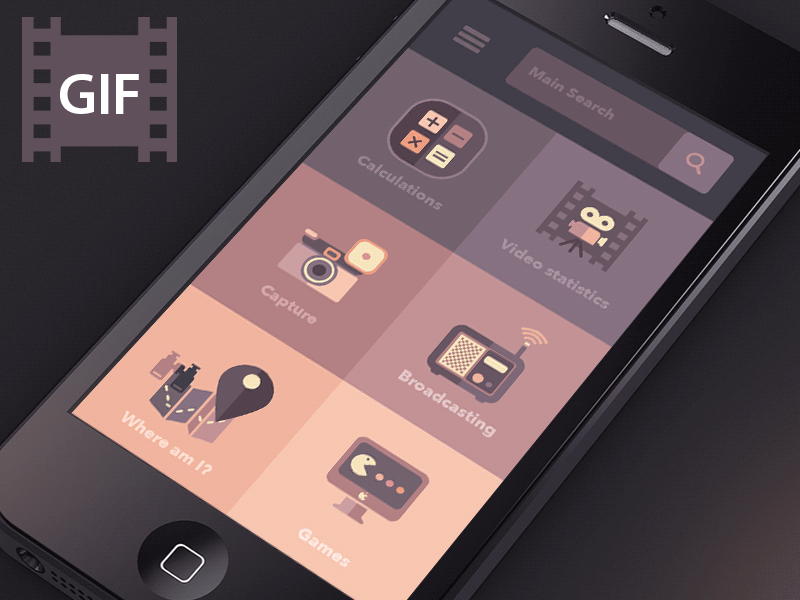 GIF
Main Search
Calculations
Video statistics
Capture
Broadcasting
Where am I?
Games